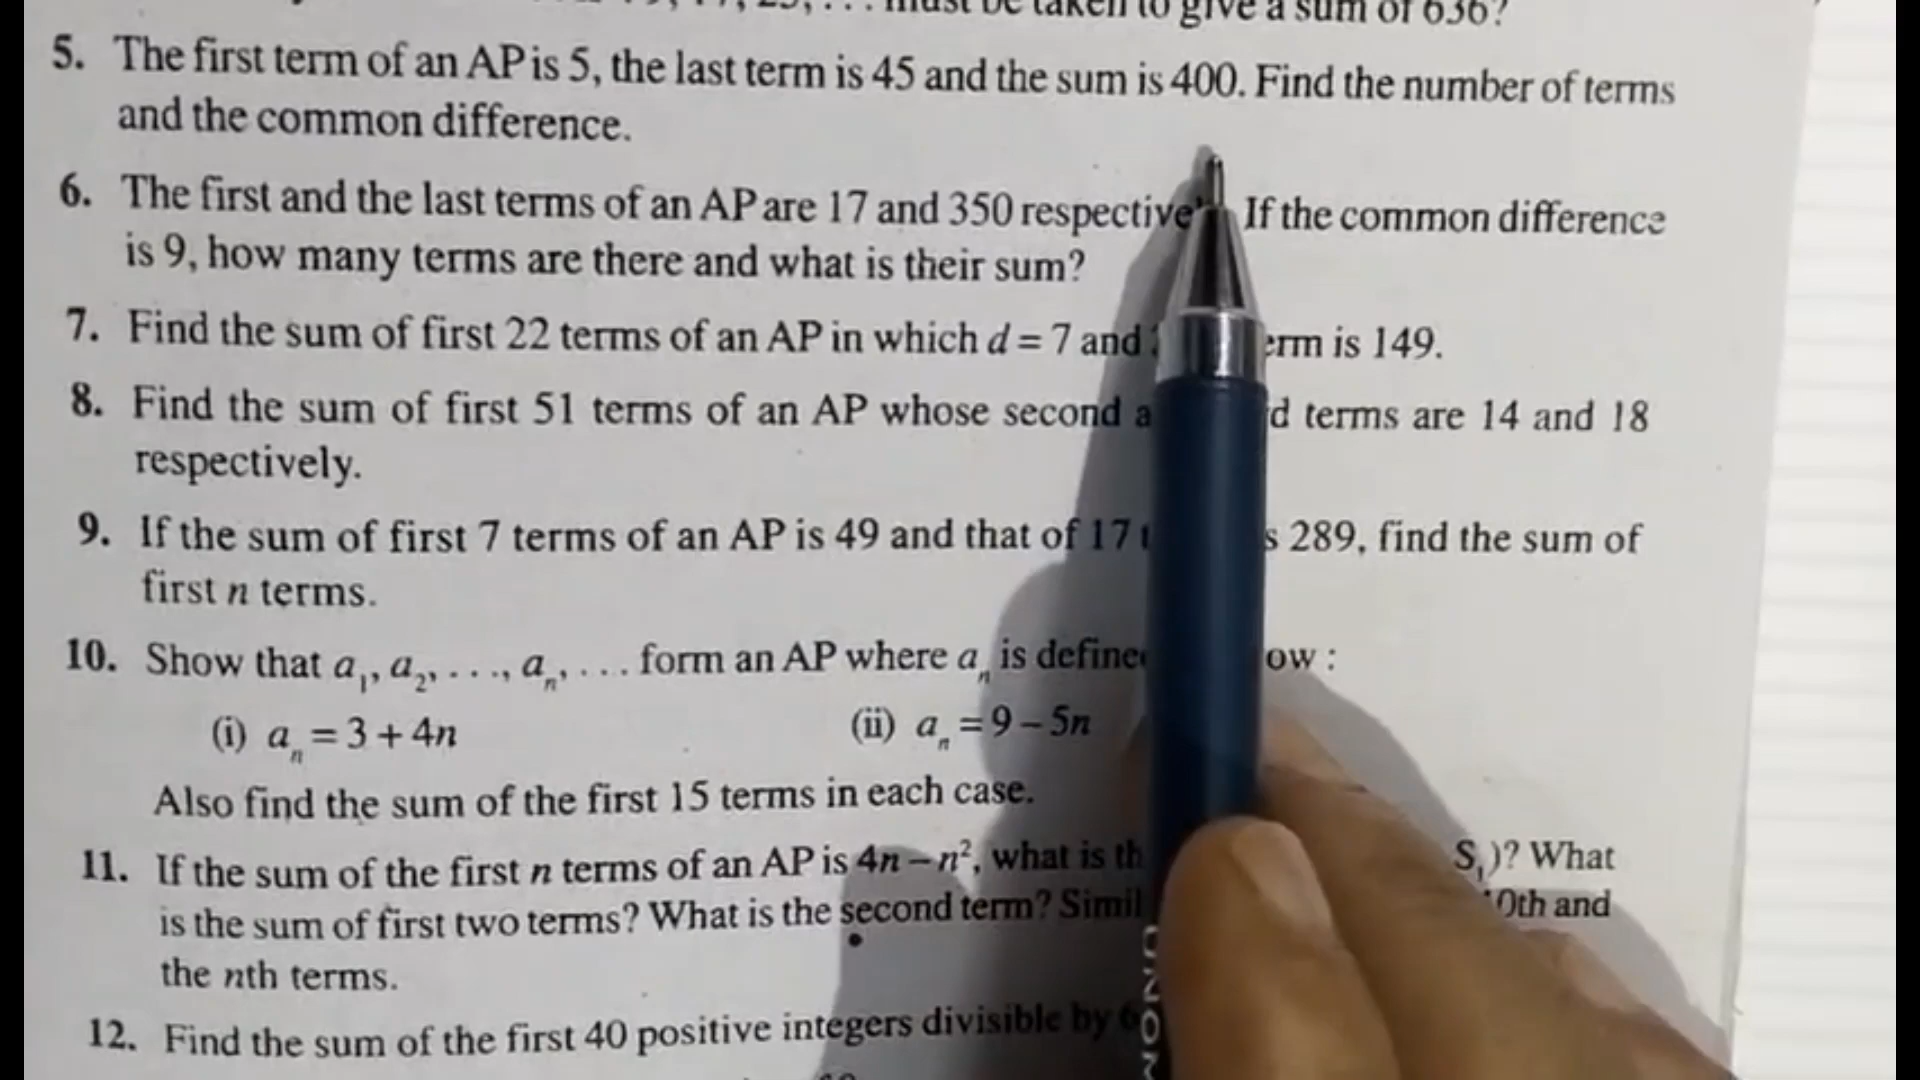 must be taken to give a sum of 636?
5. The first term of an AP is 5, the last term is 45 and the sum is 400. Find the number of terms
and the common difference.
6. The first and the last terms of an AP are 17 and 350 If the common difference
is 9, how many terms are there and what is their sum?
7. Find the sum of first 22 terms of an AP in which d = 7 and is 149.
8. Find the sum of first 51 terms of an AP whose second terms are 14 and 18
respectively.
9. If the sum of first 7 terms of an AP is 49 and that of 17 289, find the sum of
first n terms.
10. Show that a₁, a₂, . . ., aₙ, . . . form an AP where aₙ is :
(i) aₙ = 3 + 4n (ii) aₙ = 9 – 5n
Also find the sum of the first 15 terms in each case.
11. If the sum of the first n terms of an AP is 4n – n², what is S₁)? What
is the sum of first two terms? What is the second term? and
the nth terms.
12. Find the sum of the first 40 positive integers divisible by 6
UNOM